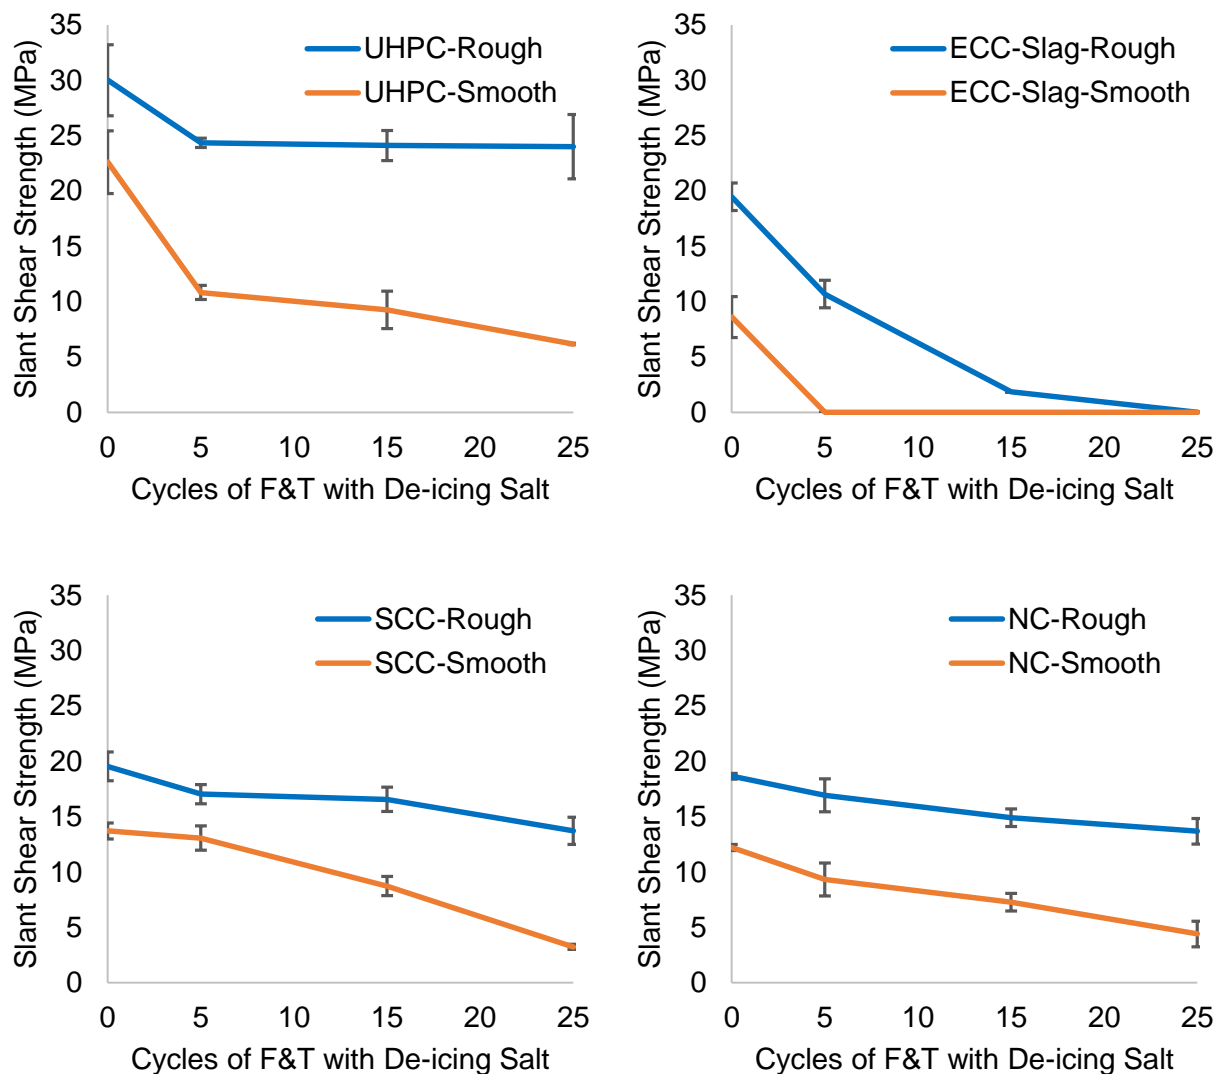 Slant Shear Strength (MPa)
35
30
25
20
15
10
5
0
UHPC-Rough
UHPC-Smooth
0 5 10 15 20 25
Cycles of F&T with De-icing Salt
Slant Shear Strength (MPa)
35
30
25
20
15
10
5
0
ECC-Slag-Rough
ECC-Slag-Smooth
0 5 10 15 20 25
Cycles of F&T with De-icing Salt
Slant Shear Strength (MPa)
35
30
25
20
15
10
5
0
SCC-Rough
SCC-Smooth
0 5 10 15 20 25
Cycles of F&T with De-icing Salt
Slant Shear Strength (MPa)
35
30
25
20
15
10
5
0
NC-Rough
NC-Smooth
0 5 10 15 20 25
Cycles of F&T with De-icing Salt